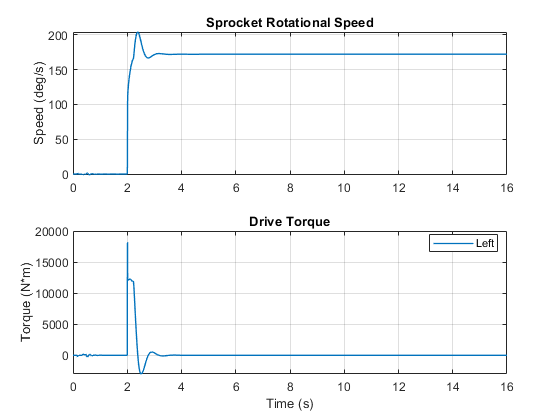 Sprocket Rotational Speed
Speed (deg/s)
200
150
100
50
0
0 2 4 6 8 10 12 14 16
Drive Torque
Left
Torque (N*m)
20000
15000
10000
5000
0
0 2 4 6 8 10 12 14 16
Time (s)